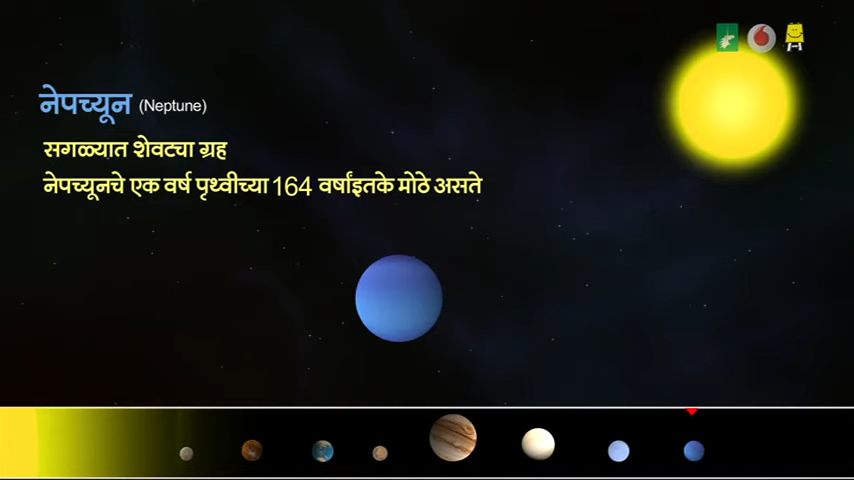 नेपच्यून (Neptune)
सगळ्यात शेवटचा ग्रह
नेपच्यूनचे एक वर्ष पृथ्वीच्या 164 वर्षांइतके मोठे असते